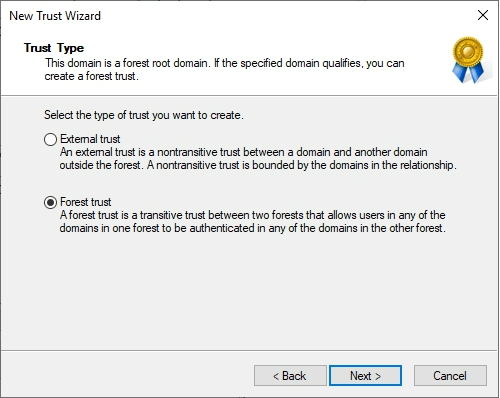 New Trust Wizard
Trust Type
This domain is a forest root domain. If the specified domain qualifies, you can
create a forest trust.
Select the type of trust you want to create.
External trust
An external trust is a nontransitive trust between a domain and another domain
outside the forest. A nontransitive trust is bounded by the domains in the relationship.
Forest trust
A forest trust is a transitive trust between two forests that allows users in any of the
domains in one forest to be authenticated in any of the domains in the other forest.
< Back
Next >
Cancel